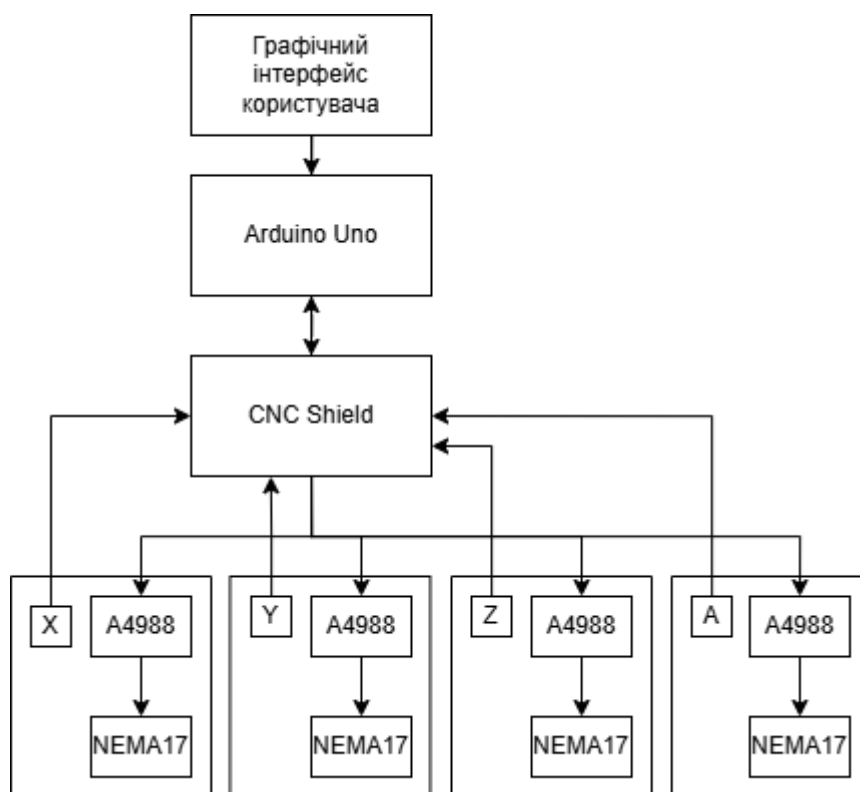 Графічний
інтерфейс
користувача
Arduino Uno
CNC Shield
X
A4988
Y
A4988
Z
A4988
A
A4988
NEMA17
NEMA17
NEMA17
NEMA17